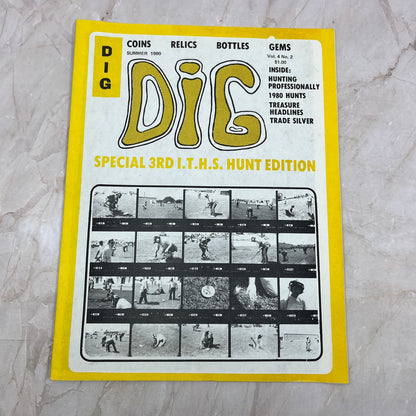 DIG
COINS RELICS BOTTLES GEMS
SUMMER 1980
Vol. 4 No. 2
$1.00
INSIDE:
HUNTING
PROFESSIONALLY
1980 HUNTS
TREASURE
HEADLINES
TRADE SILVER
DiG
SPECIAL 3RD I.T.H.S. HUNT EDITION